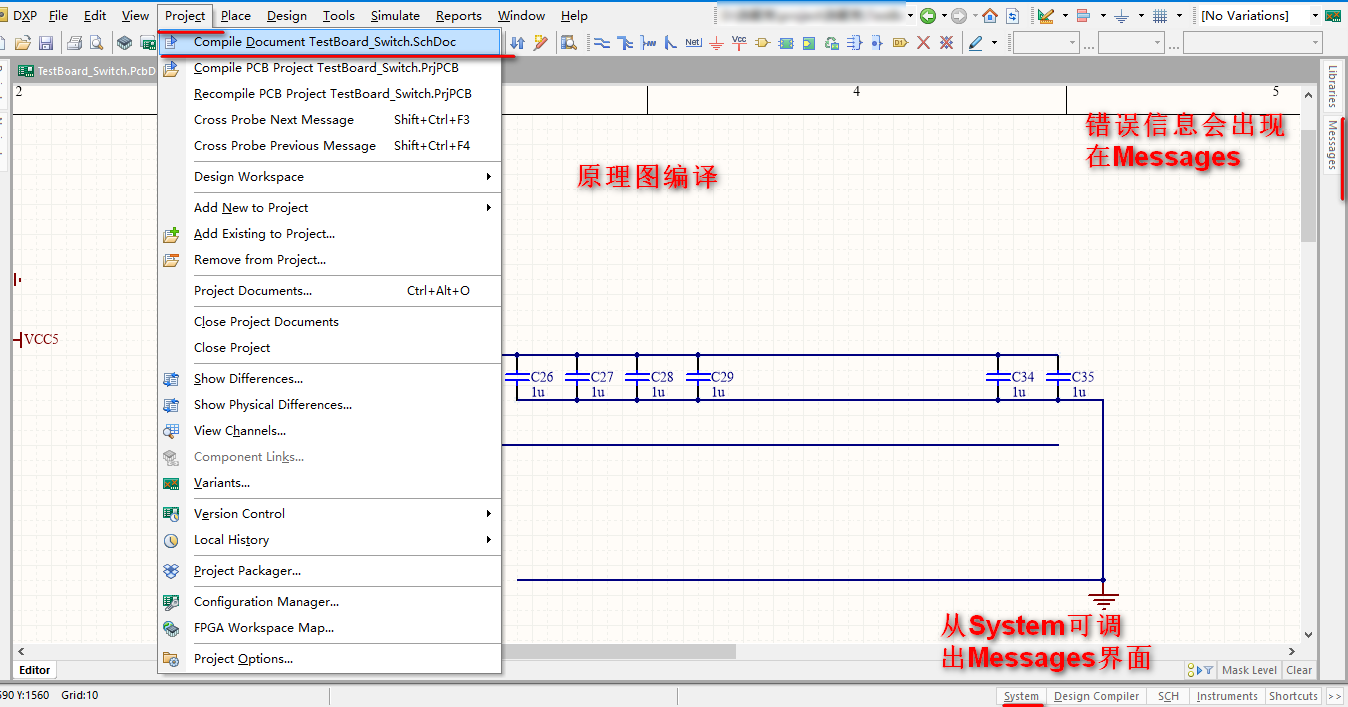 DXP File Edit View Project Place Design Tools Simulate Reports Window Help
[No Variations]
Compile Document TestBoard_Switch.SchDoc
Net
Vcc
D1
TestBoard_Switch.PcbD
Compile PCB Project TestBoard_Switch.PrjPCB
Recompile PCB Project TestBoard_Switch.PrjPCB
Cross Probe Next Message Shift+Ctrl+F3
Cross Probe Previous Message Shift+Ctrl+F4
Design Workspace
Add New to Project
Add Existing to Project...
Remove from Project...
Project Documents... Ctrl+Alt+O
Close Project Documents
Close Project
Show Differences...
Show Physical Differences...
View Channels...
Component Links...
Variants...
Version Control
Local History
Project Packager...
Configuration Manager...
FPGA Workspace Map...
Project Options...
2
4
5
Libraries
Messages
错误信息会出现
在Messages
原理图编译
VCC5
C26 C27 C28 C29 C34 C35
1u 1u 1u 1u 1u 1u
从System可调
出Messages界面
Editor
Mask Level Clear
690 Y:1560 Grid:10
System Design Compiler SCH Instruments Shortcuts >>